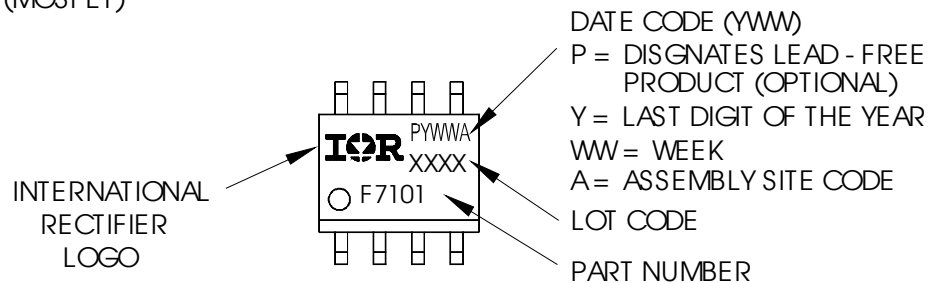 DATE CODE (YWW)
P = DISGNATES LEAD - FREE
PRODUCT (OPTIONAL)
Y = LAST DIGIT OF THE YEAR
WW = WEEK
A = ASSEMBLY SITE CODE
LOT CODE
PART NUMBER
INTERNATIONAL
RECTIFIER
LOGO
IOR
PYWWA
XXXX
F7101